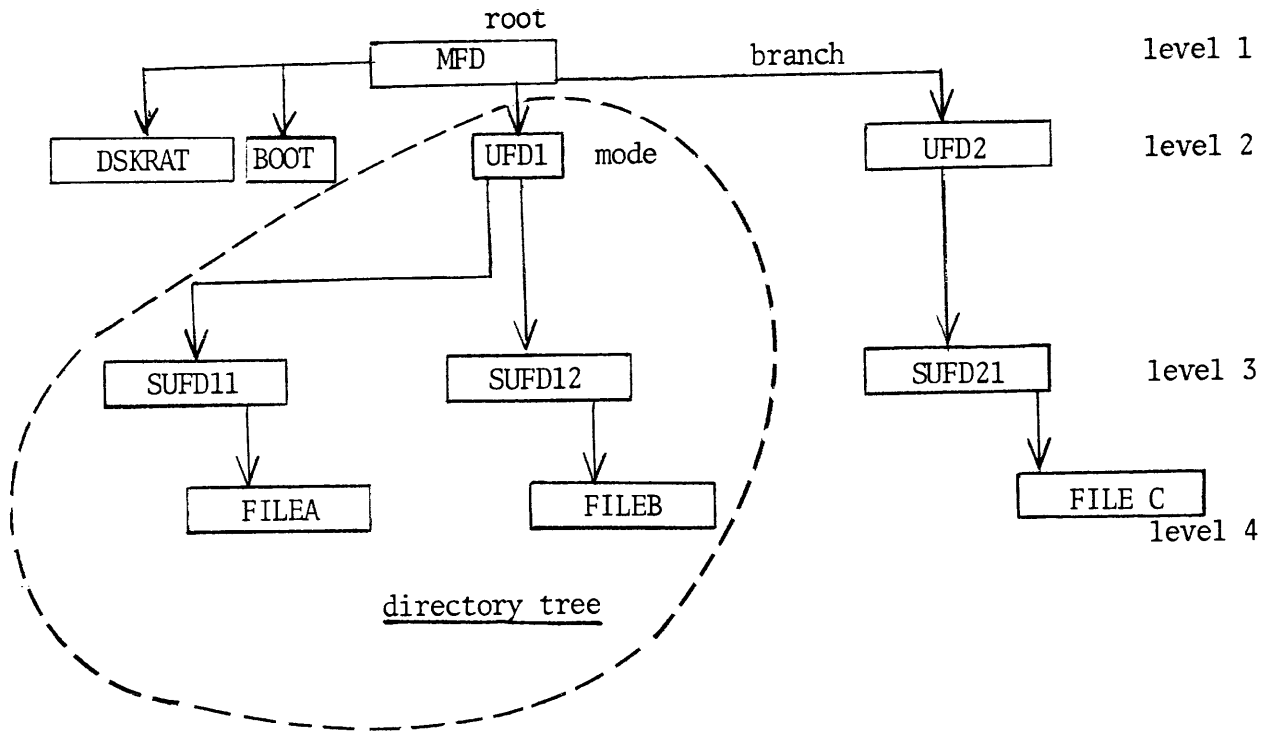 root
MFD
branch
level 1
DSKRAT
BOOT
UFD1
mode
UFD2
level 2
SUFD11
SUFD12
SUFD21
level 3
FILEA
FILEB
FILE C
level 4
directory tree